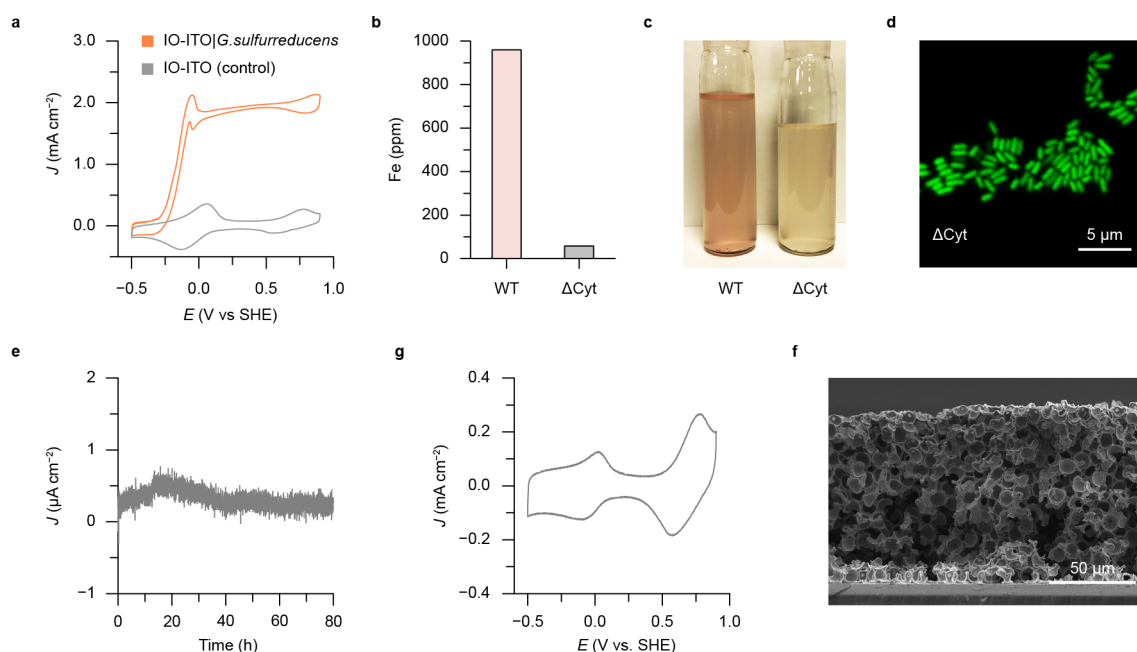 a
IO-ITO|G.sulfurreducens
IO-ITO (control)
3.0
2.0
1.0
0.0
J (mA cm⁻²)
−0.5
0.0
0.5
1.0
E (V vs SHE)
b
1000
800
600
400
200
0
Fe (ppm)
WT
ΔCyt
c
WT
ΔCyt
d
ΔCyt
5 µm
e
2
1
0
−1
J (µA cm⁻²)
0
20
40
60
80
Time (h)
g
0.4
0.2
0.0
−0.2
−0.4
J (mA cm⁻²)
−0.5
0.0
0.5
1.0
E (V vs. SHE)
f
50 µm